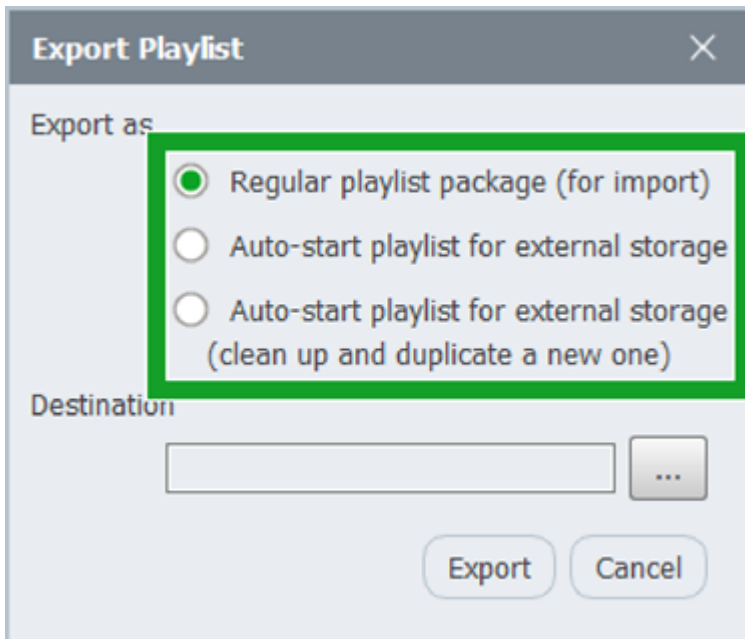 Export Playlist
Export as
Regular playlist package (for import)
Auto-start playlist for external storage
Auto-start playlist for external storage
(clean up and duplicate a new one)
Destination
...
Export Cancel